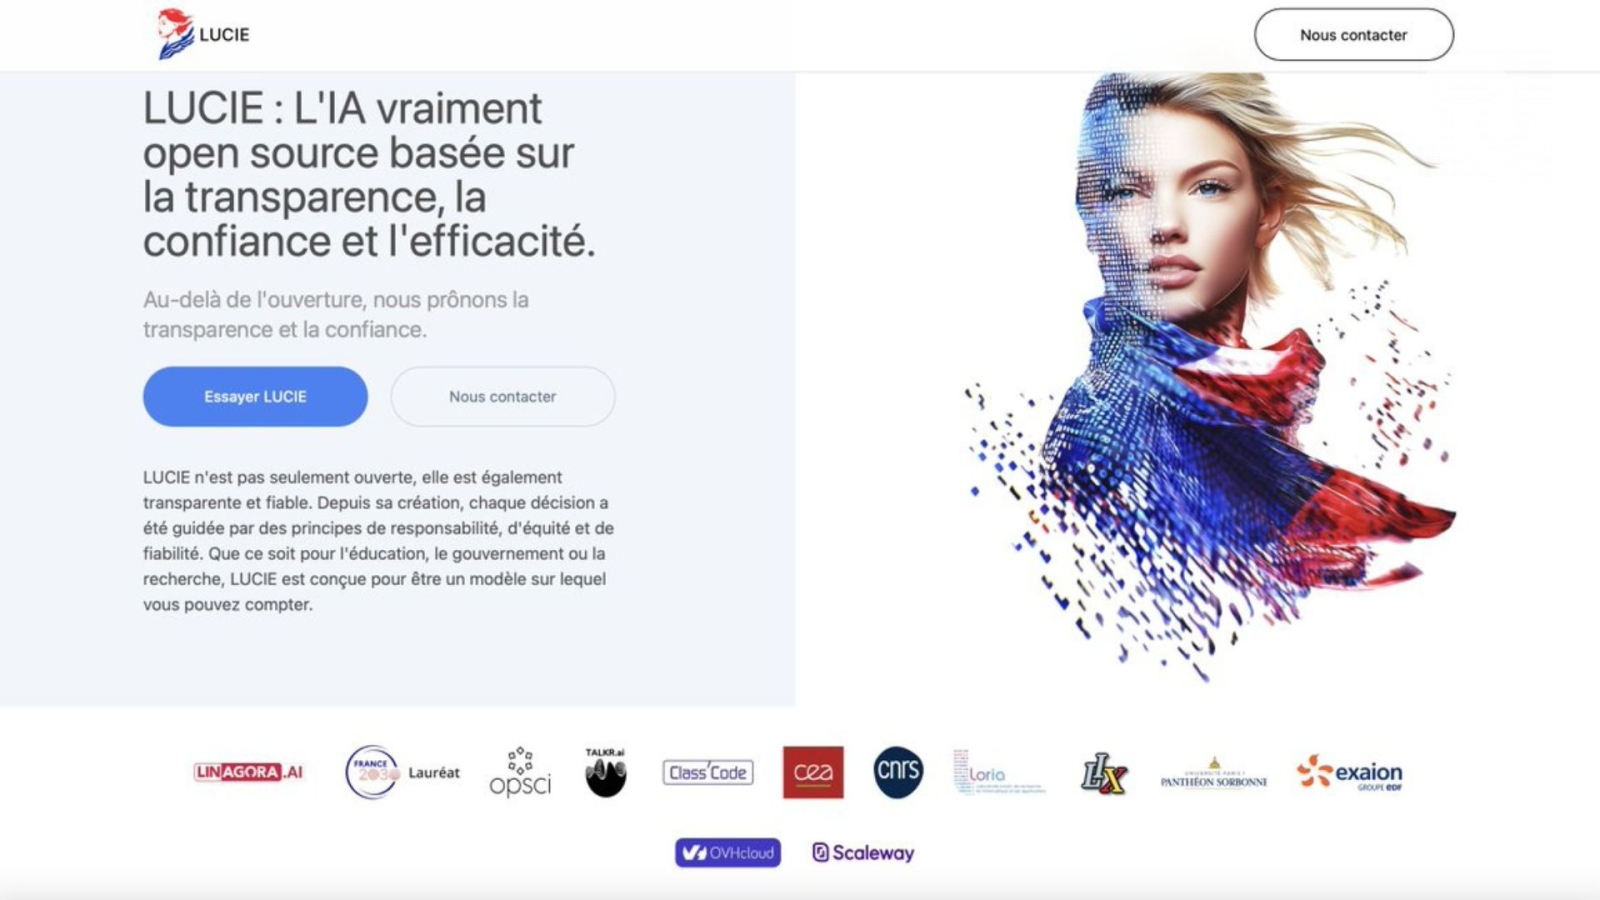 LUCIE
Nous contacter
LUCIE : L'IA vraiment
open source basée sur
la transparence, la
confiance et l'efficacité.
Au-delà de l'ouverture, nous prônons la
transparence et la confiance.
Essayer LUCIE
Nous contacter
LUCIE n'est pas seulement ouverte, elle est également
transparente et fiable. Depuis sa création, chaque décision a
été guidée par des principes de responsabilité, d'équité et de
fiabilité. Que ce soit pour l'éducation, le gouvernement ou la
recherche, LUCIE est conçue pour être un modèle sur lequel
vous pouvez compter.
LINAGORA.AI
FRANCE
2030
Lauréat
opsci
TALKR.ai
Class'Code
cea
cnrs
Loria
LIX
UNIVERSITÉ PARIS 1
PANTHÉON SORBONNE
exaion
GROUPE EDF
OVHcloud
Scaleway